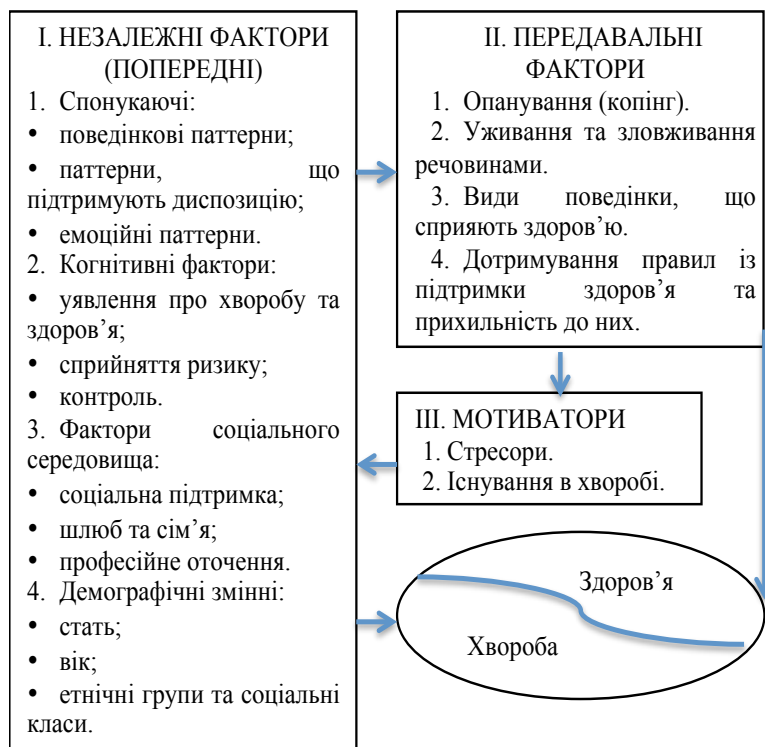 І. НЕЗАЛЕЖНІ ФАКТОРИ
(ПОПЕРЕДНІ)
1. Спонукаючі:
• поведінкові паттерни;
• паттерни, що
підтримують диспозицію;
• емоційні паттерни.
2. Когнітивні фактори:
• уявлення про хворобу та
здоров’я;
• сприйняття ризику;
• контроль.
3. Фактори соціального
середовища:
• соціальна підтримка;
• шлюб та сім’я;
• професійне оточення.
4. Демографічні змінні:
• стать;
• вік;
• етнічні групи та соціальні
класи.
ІІ. ПЕРЕДАВАЛЬНІ
ФАКТОРИ
1. Опанування (копінг).
2. Уживання та зловживання
речовинами.
3. Види поведінки, що
сприяють здоров’ю.
4. Дотримування правил із
підтримки здоров’я та
прихильність до них.
ІІІ. МОТИВАТОРИ
1. Стресори.
2. Існування в хворобі.
Здоров’я
Хвороба